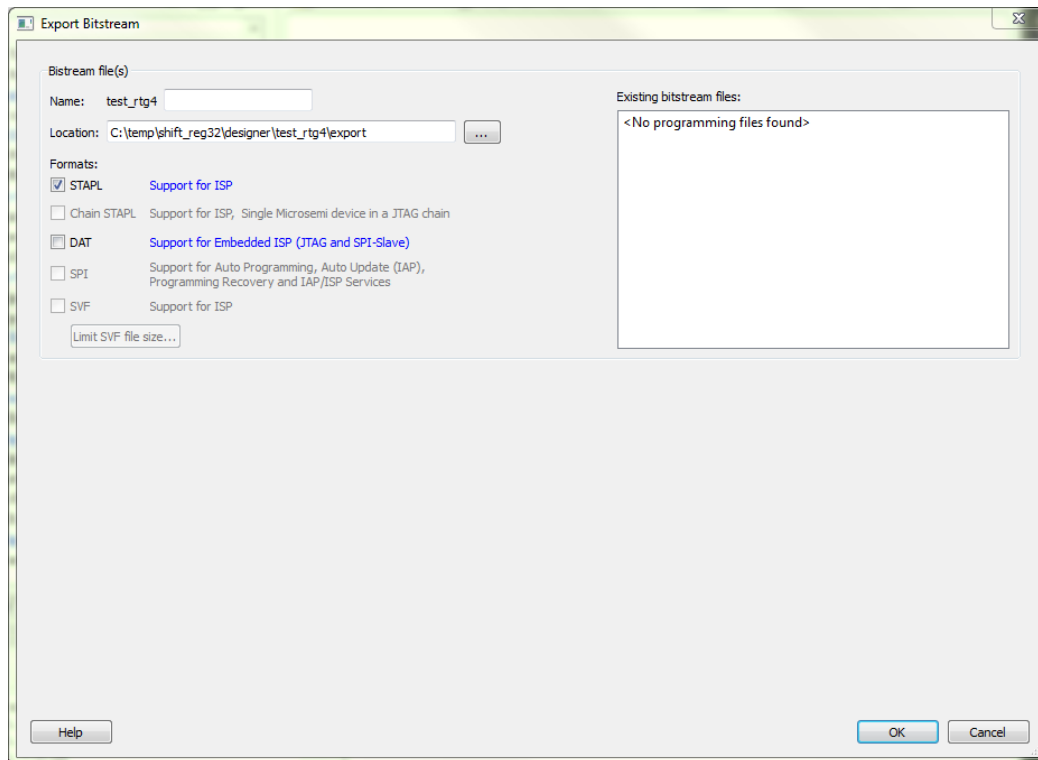 Export Bitstream
Bistream file(s)
Name: test_rtg4
Location: C:\temp\shift_reg32\designer\test_rtg4\export ...
Formats:
STAPL Support for ISP
Chain STAPL Support for ISP, Single Microsemi device in a JTAG chain
DAT Support for Embedded ISP (JTAG and SPI-Slave)
SPI Support for Auto Programming, Auto Update (IAP),
Programming Recovery and IAP/ISP Services
SVF Support for ISP
Limit SVF file size...
Existing bitstream files:
<No programming files found>
Help OK Cancel